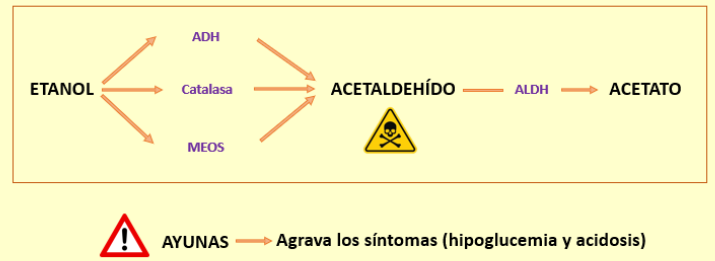 ADH
ETANOL Catalasa ACETALDEHÍDO ALDH ACETATO
MEOS
AYUNAS Agrava los síntomas (hipoglucemia y acidosis)